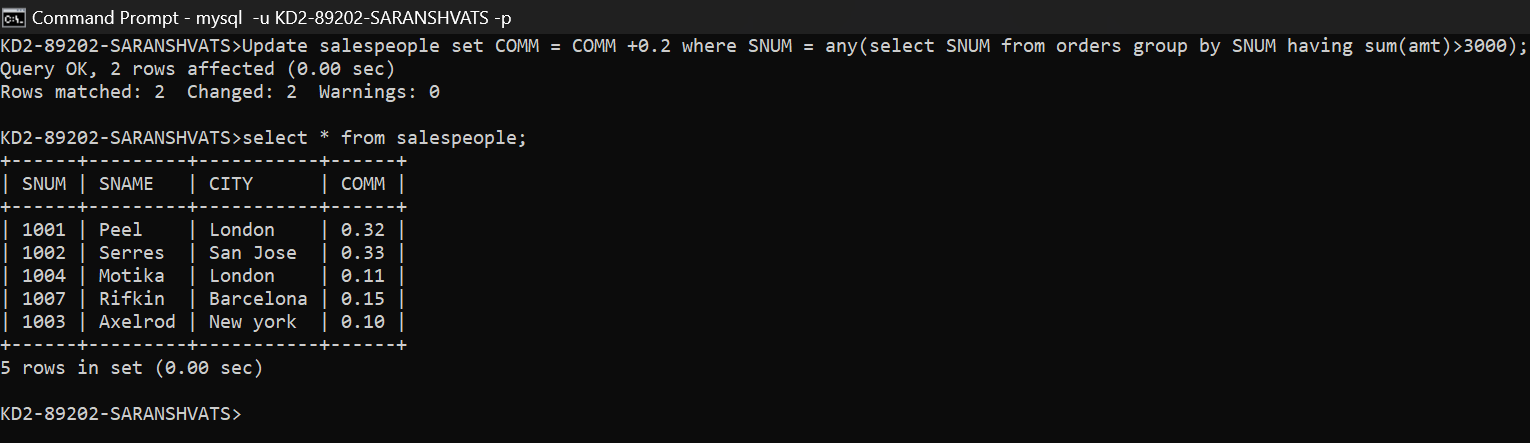 Command Prompt - mysql  -u KD2-89202-SARANSHVATS -p
KD2-89202-SARANSHVATS>Update salespeople set COMM = COMM +0.2 where SNUM = any(select SNUM from orders group by SNUM having sum(amt)>3000);
Query OK, 2 rows affected (0.00 sec)
Rows matched: 2  Changed: 2  Warnings: 0

KD2-89202-SARANSHVATS>select * from salespeople;
+------+---------+-----------+------+
| SNUM | SNAME   | CITY      | COMM |
+------+---------+-----------+------+
| 1001 | Peel    | London    | 0.32 |
| 1002 | Serres  | San Jose  | 0.33 |
| 1004 | Motika  | London    | 0.11 |
| 1007 | Rifkin  | Barcelona | 0.15 |
| 1003 | Axelrod | New york  | 0.10 |
+------+---------+-----------+------+
5 rows in set (0.00 sec)

KD2-89202-SARANSHVATS>